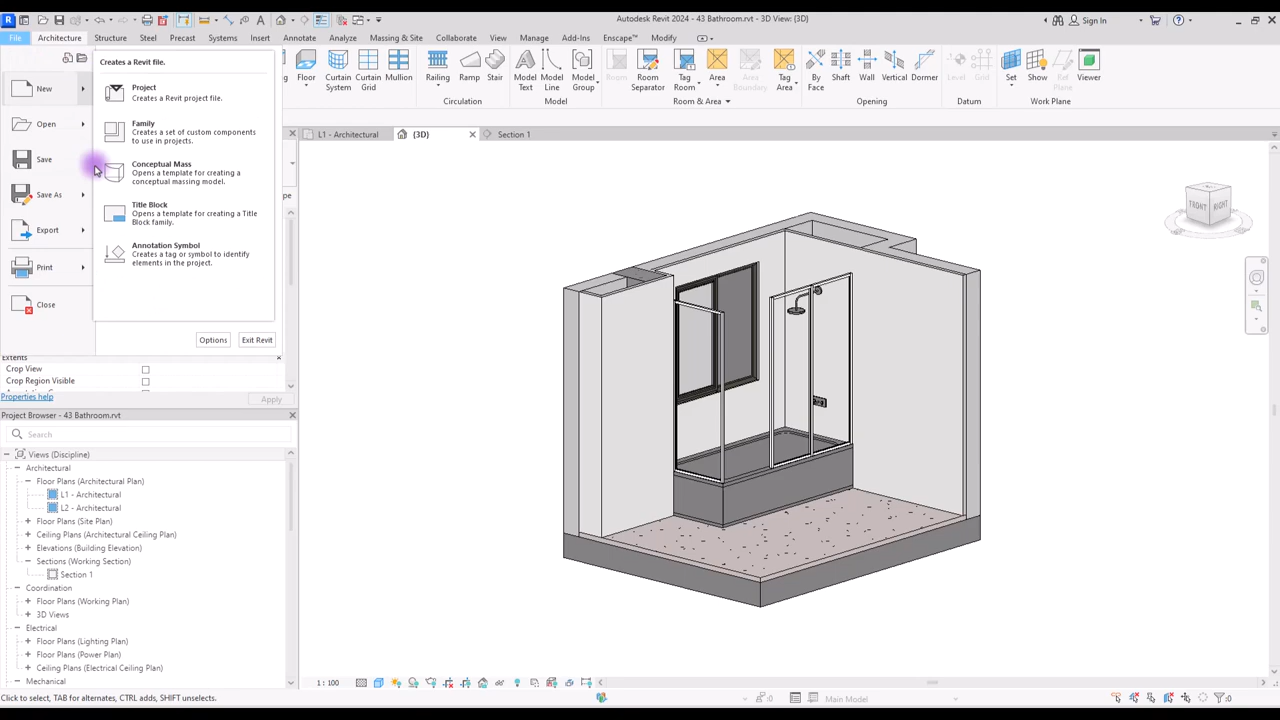 Autodesk Revit 2024 - 43 Bathroom.rvt - 3D View: {3D}
Sign In
File Architecture Structure Steel Precast Systems Insert Annotate Analyze Massing & Site Collaborate View Manage Add-Ins Enscape™ Modify
Creates a Revit file.
New
Open
Save
Save As
Export
Print
Close
Project
Creates a Revit project file.
Family
Creates a set of custom components
to use in projects.
Conceptual Mass
Opens a template for creating a
conceptual massing model.
Title Block
Opens a template for creating a Title
Block family.
Annotation Symbol
Creates a tag or symbol to identify
elements in the project.
Options
Exit Revit
Floor
Curtain
System
Curtain
Grid
Mullion
Railing
Ramp
Stair
Circulation
Model
Text
Model
Line
Model
Group
Model
Room
Room
Separator
Tag
Room
Area
Area
Boundary
Tag
Area
Room & Area
By
Face
Shaft
Wall
Vertical
Dormer
Opening
Level
Grid
Datum
Set
Show
Ref
Plane
Viewer
Work Plane
L1 - Architectural
{3D}
Section 1
Extents
Crop View
Crop Region Visible
Properties help
Apply
Project Browser - 43 Bathroom.rvt
Search
Views (Discipline)
Architectural
Floor Plans (Architectural Plan)
L1 - Architectural
L2 - Architectural
Floor Plans (Site Plan)
Ceiling Plans (Architectural Ceiling Plan)
Elevations (Building Elevation)
Sections (Working Section)
Section 1
Coordination
Floor Plans (Working Plan)
3D Views
Electrical
Floor Plans (Lighting Plan)
Floor Plans (Power Plan)
Ceiling Plans (Electrical Ceiling Plan)
Mechanical
FRONT
RIGHT
1 : 100
Click to select, TAB for alternates, CTRL adds, SHIFT unselects.
:0
Main Model
:0